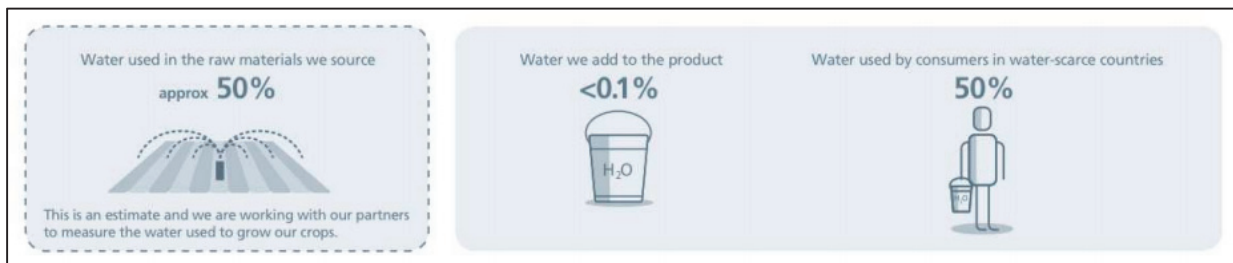 Water used in the raw materials we source
approx 50%
This is an estimate and we are working with our partners
to measure the water used to grow our crops.
Water we add to the product
<0.1%
H₂O
Water used by consumers in water-scarce countries
50%
H₂O